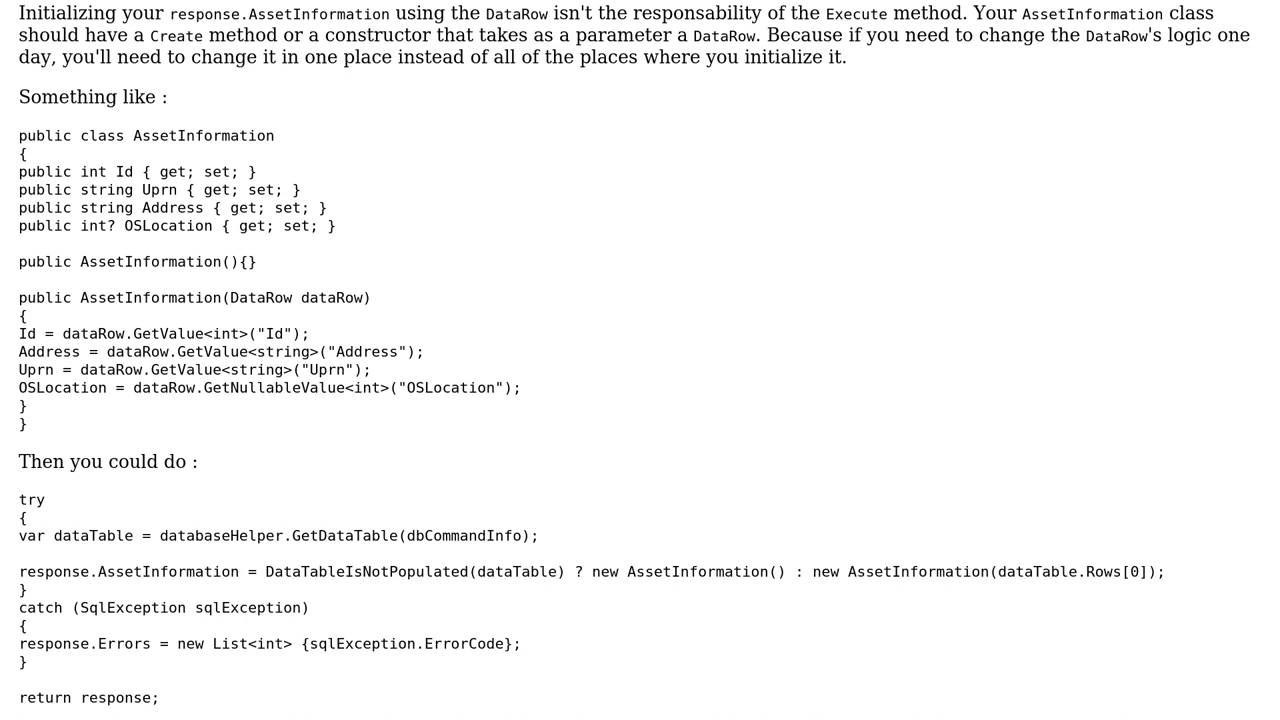 Initializing your response.AssetInformation using the DataRow isn't the responsability of the Execute method. Your AssetInformation class
should have a Create method or a constructor that takes as a parameter a DataRow. Because if you need to change the DataRow's logic one
day, you'll need to change it in one place instead of all of the places where you initialize it.
Something like :
public class AssetInformation
{
public int Id { get; set; }
public string Uprn { get; set; }
public string Address { get; set; }
public int? OSLocation { get; set; }
public AssetInformation(){}
public AssetInformation(DataRow dataRow)
{
Id = dataRow.GetValue<int>("Id");
Address = dataRow.GetValue<string>("Address");
Uprn = dataRow.GetValue<string>("Uprn");
OSLocation = dataRow.GetNullableValue<int>("OSLocation");
}
}
Then you could do :
try
{
var dataTable = databaseHelper.GetDataTable(dbCommandInfo);
response.AssetInformation = DataTableIsNotPopulated(dataTable) ? new AssetInformation() : new AssetInformation(dataTable.Rows[0]);
}
catch (SqlException sqlException)
{
response.Errors = new List<int> {sqlException.ErrorCode};
}
return response;